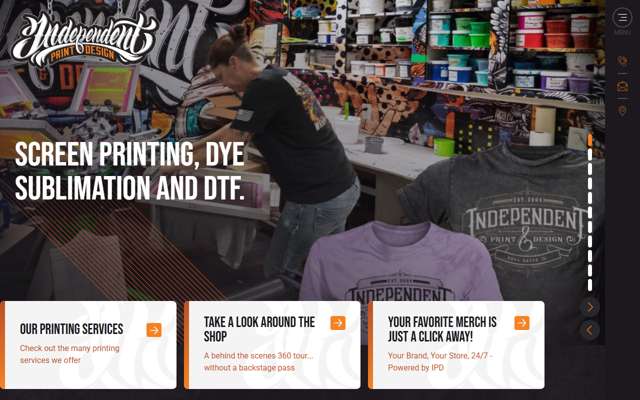 Independent
PRINT & DESIGN
MENU
SCREEN PRINTING, DYE
SUBLIMATION AND DTF.
EST. 2003
INDEPENDENT
PRINT & DESIGN
INDEPENDENT
OUR PRINTING SERVICES
Check out the many printing
services we offer
TAKE A LOOK AROUND THE
SHOP
A behind the scenes 360 tour...
without a backstage pass
YOUR FAVORITE MERCH IS
JUST A CLICK AWAY!
Your Brand, Your Store, 24/7 -
Powered by IPD